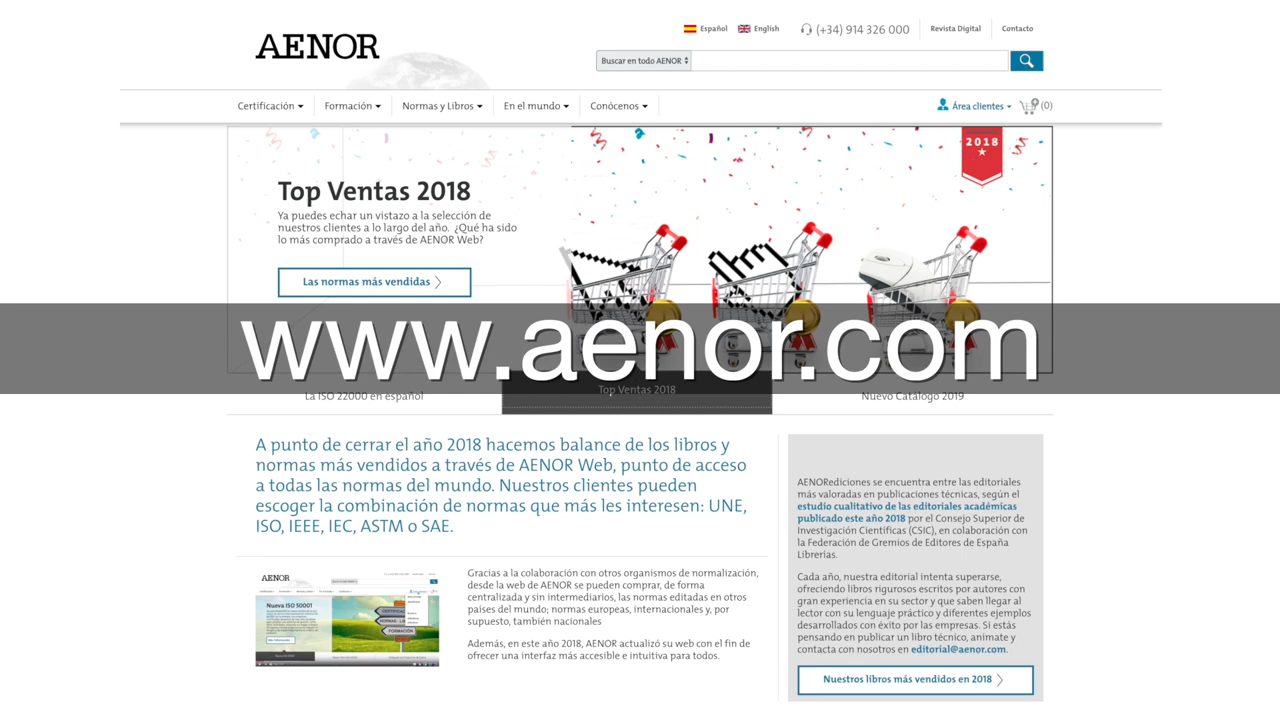 AENOR
Español
English
(+34) 914 326 000
Revista Digital
Contacto
Buscar en todo AENOR
Certificación
Formación
Normas y Libros
En el mundo
Conócenos
Área clientes
(0)
2018
Top Ventas 2018
Ya puedes echar un vistazo a la selección de
nuestros clientes a lo largo del año. ¿Qué ha sido
lo más comprado a través de AENOR Web?
Las normas más vendidas
www.aenor.com
La ISO 22000 en español
Top Ventas 2018
Nuevo Catálogo 2019
A punto de cerrar el año 2018 hacemos balance de los libros y
normas más vendidos a través de AENOR Web, punto de acceso
a todas las normas del mundo. Nuestros clientes pueden
escoger la combinación de normas que más les interesen: UNE,
ISO, IEEE, IEC, ASTM o SAE.
AENOR
Nueva ISO 50001
Gracias a la colaboración con otros organismos de normalización,
desde la web de AENOR se pueden comprar, de forma
centralizada y sin intermediarios, las normas editadas en otros
países del mundo; normas europeas, internacionales y, por
supuesto, también nacionales
Además, en este año 2018, AENOR actualizó su web con el fin de
ofrecer una interfaz más accesible e intuitiva para todos.
AENORediciones se encuentra entre las editoriales
más valoradas en publicaciones técnicas, según el
estudio cualitativo de las editoriales académicas
publicado este año 2018 por el Consejo Superior de
Investigación Científicas (CSIC), en colaboración con
la Federación de Gremios de Editores de España
Librerías.
Cada año, nuestra editorial intenta superarse,
ofreciendo libros rigurosos escritos por autores con
gran experiencia en su sector y que saben llegar al
lector con su lenguaje práctico y diferentes ejemplos
desarrollados con éxito por las empresas. Si estás
pensando en publicar un libro técnico, anímate y
contacta con nosotros en editorial@aenor.com.
Nuestros libros más vendidos en 2018